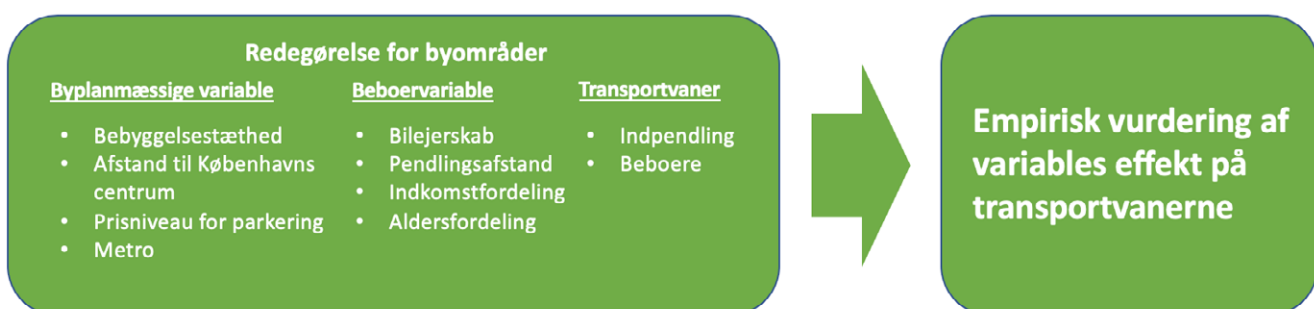 Redegørelse for byområder
Byplanmæssige variable
• Bebyggelsestæthed
• Afstand til Københavns
centrum
• Prisniveau for parkering
• Metro
Beboervariable
• Bilejerskab
• Pendlingsafstand
• Indkomstfordeling
• Aldersfordeling
Transportvaner
• Indpendling
• Beboere
Empirisk vurdering af
variables effekt på
transportvanerne